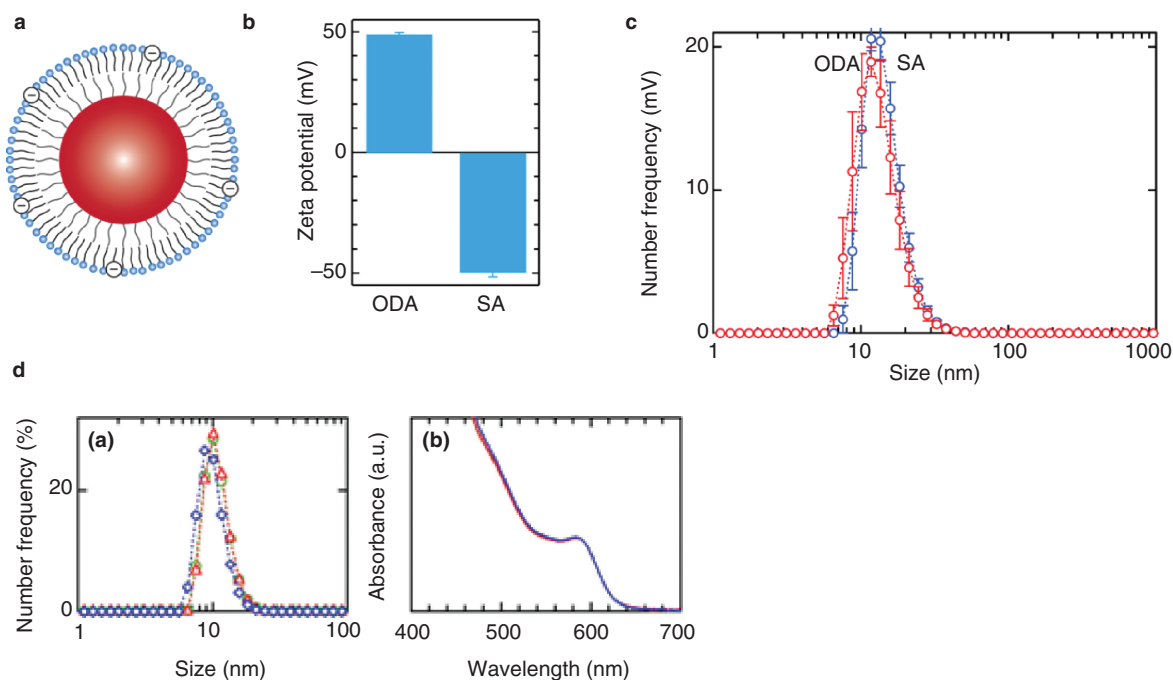 a
−
−
−
−
−
b
Zeta potential (mV)
50
0
−50
ODA
SA
c
Number frequency (mV)
20
10
0
ODA
SA
1
10
100
1000
Size (nm)
d
(a)
Number frequency (%)
20
0
1
10
100
Size (nm)
(b)
Absorbance (a.u.)
400
500
600
700
Wavelength (nm)